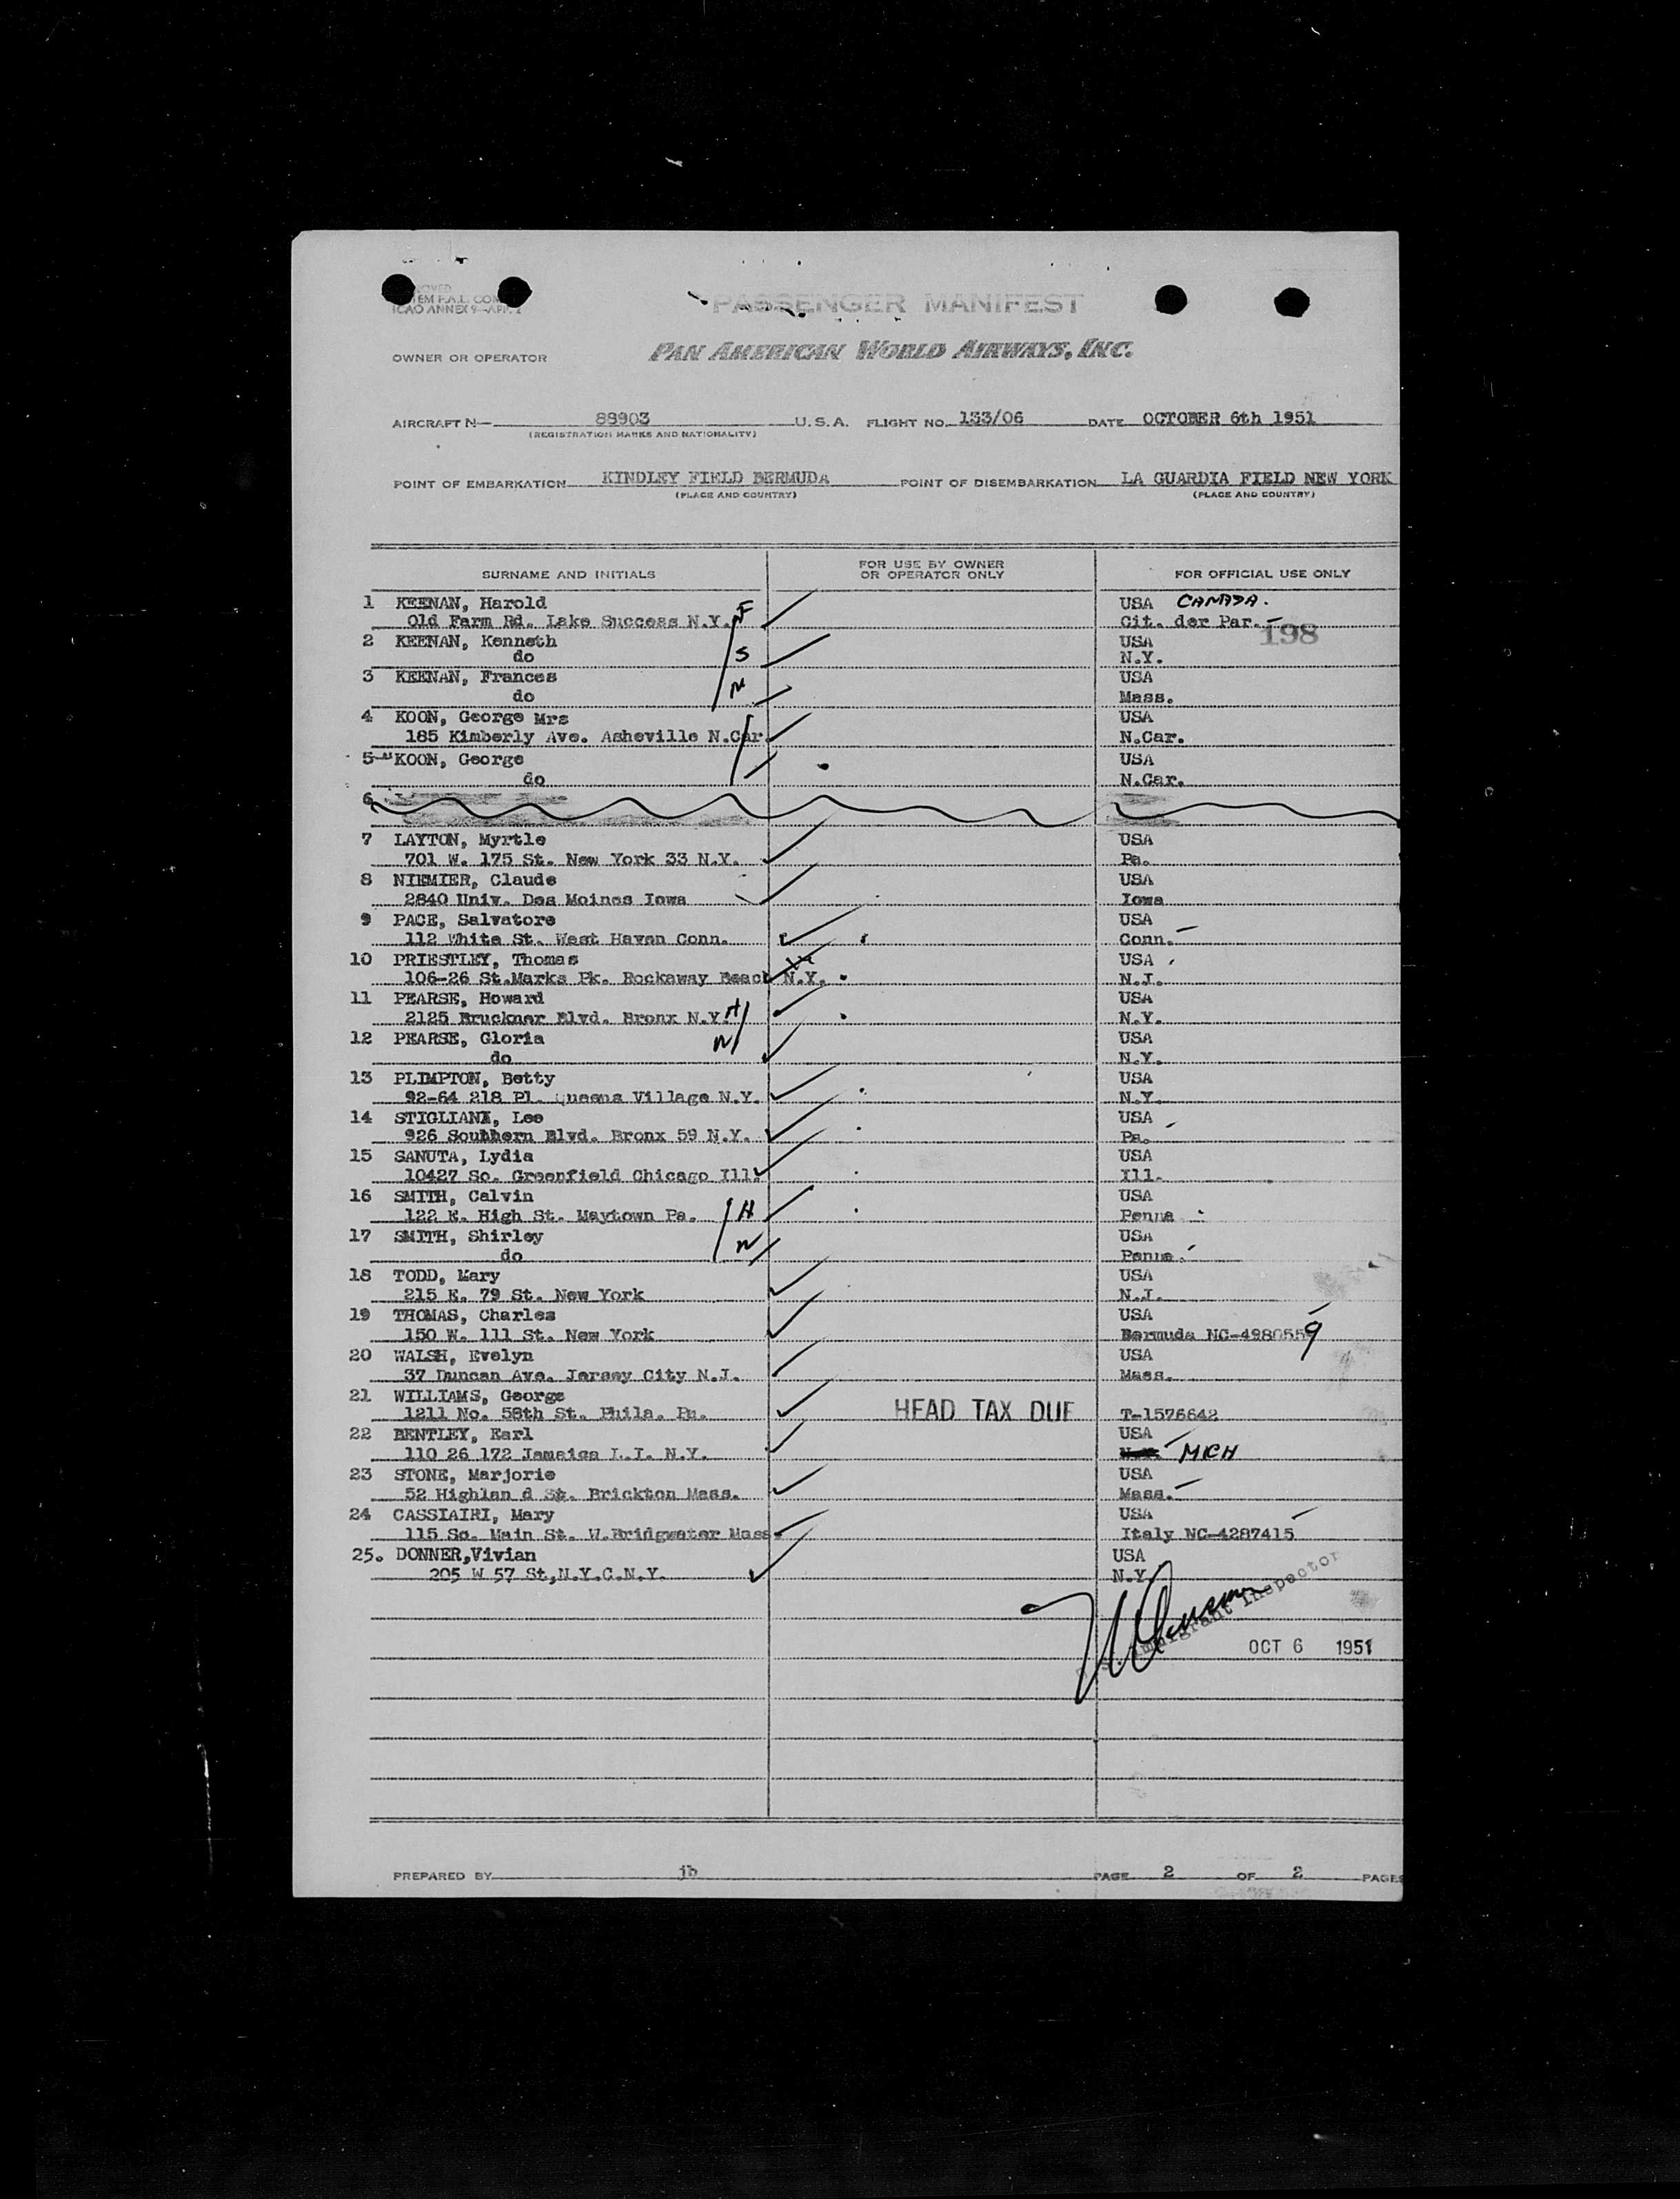 PASSENGER MANIFEST
ICAO ANNEX 9-APP. 2
OWNER OR OPERATOR PAN AMERICAN WORLD AIRWAYS, INC.
AIRCRAFT N- 88903 U.S.A. FLIGHT NO. 133/06 DATE OCTOBER 6th 1951
(REGISTRATION MARKS AND NATIONALITY)
POINT OF EMBARKATION KINDLEY FIELD BERMUDA POINT OF DISEMBARKATION LA GUARDIA FIELD NEW YORK
(PLACE AND COUNTRY) (PLACE AND COUNTRY)
SURNAME AND INITIALS FOR USE BY OWNER OR OPERATOR ONLY FOR OFFICIAL USE ONLY
1 KEENAN, Harold USA CANADA.
Old Farm Rd. Lake Success N.Y. F Cit. der Par.
198
2 KEENAN, Kenneth USA
do S N.Y.
3 KEENAN, Frances USA
do Mass.
4 KOON, George Mrs USA
185 Kimberly Ave. Asheville N.Car. N.Car.
5 KOON, George USA
do N.Car.
6
7 LAYTON, Myrtle USA
701 W. 175 St. New York 33 N.Y. Pa.
8 NIEMIER, Claude USA
2840 Univ. Des Moines Iowa Iowa
9 PACE, Salvatore USA
112 White St. West Haven Conn. Conn.
10 PRIESTLEY, Thomas USA
106-26 St.Marks Pk. Rockaway Beach N.Y. N.J.
11 PEARSE, Howard USA
2125 Bruckner Blvd. Bronx N.Y. H N.Y.
12 PEARSE, Gloria USA
do W N.Y.
13 PLIMPTON, Betty USA
92-64 218 Pl. Queens Village N.Y. N.Y.
14 STIGLIANI, Leo USA
926 Southern Blvd. Bronx 59 N.Y. Pa.
15 SANUTA, Lydia USA
10427 So. Greenfield Chicago Ill. Ill.
16 SMITH, Calvin USA
122 E. High St. Maytown Pa. H Penna
17 SMITH, Shirley USA
do W Penna.
18 TODD, Mary USA
215 E. 79 St. New York N.J.
19 THOMAS, Charles USA
150 W. 111 St. New York Bermuda NC-4980559
20 WALSH, Evelyn USA
37 Duncan Ave. Jersey City N.J. Mass.
21 WILLIAMS, George
1211 No. 58th St. Phila. Pa. HEAD TAX DUE T-1576642
22 BENTLEY, Earl USA
110 26 172 Jamaica L.I. N.Y. MICH
23 STONE, Marjorie USA
52 Highlan d St. Brickton Mass. Mass.
24 CASSIAIRI, Mary USA
115 So. Main St. W.Bridgwater Mass. Italy NC-4287415
25. DONNER,Vivian USA
205 W 57 St,N.Y.C.N.Y. N.Y.
Immigrant Inspector
OCT 6 1951
PREPARED BY jb PAGE 2 OF 2 PAGES